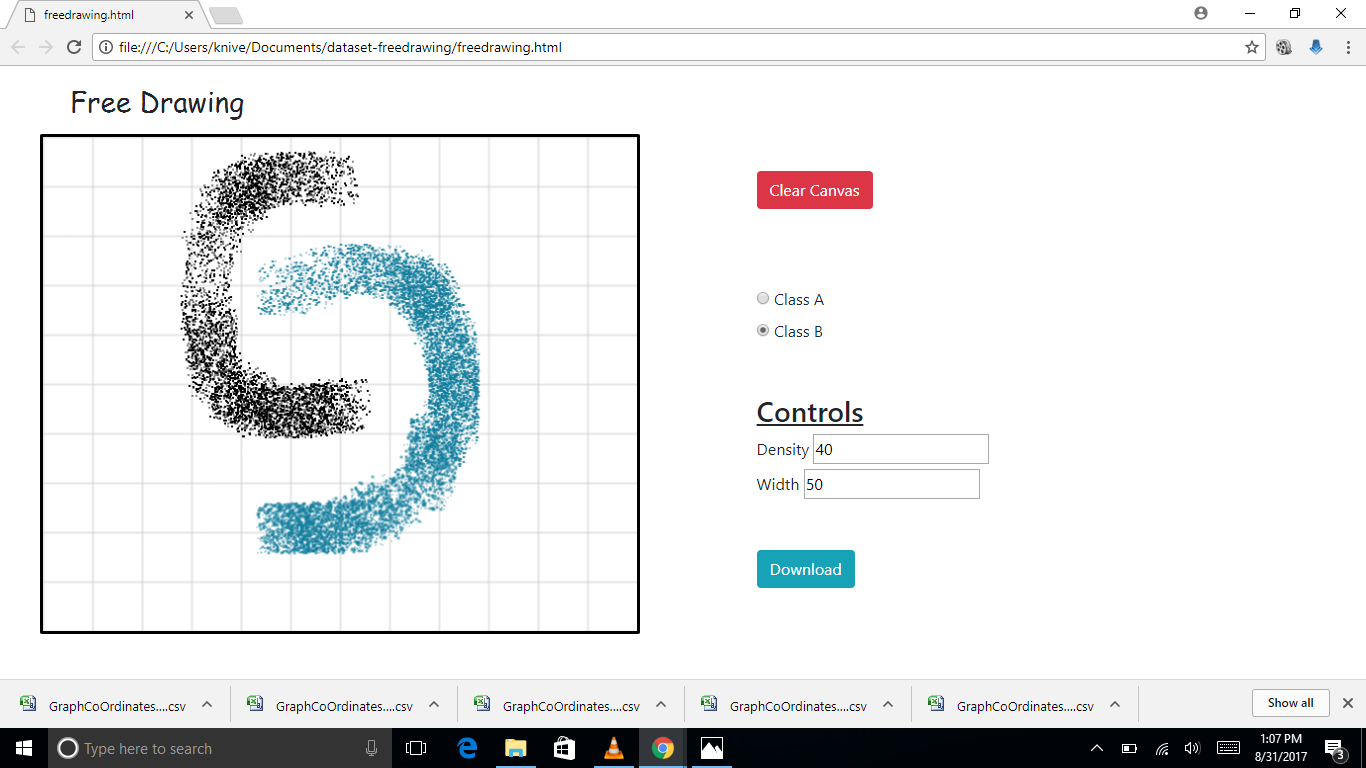 freedrawing.html
file:///C:/Users/knive/Documents/dataset-freedrawing/freedrawing.html
Free Drawing
Clear Canvas
Class A
Class B
Controls
Density 40
Width 50
Download
GraphCoOrdinates....csv
GraphCoOrdinates....csv
GraphCoOrdinates....csv
GraphCoOrdinates....csv
GraphCoOrdinates....csv
Show all
Type here to search
1:07 PM
8/31/2017
3